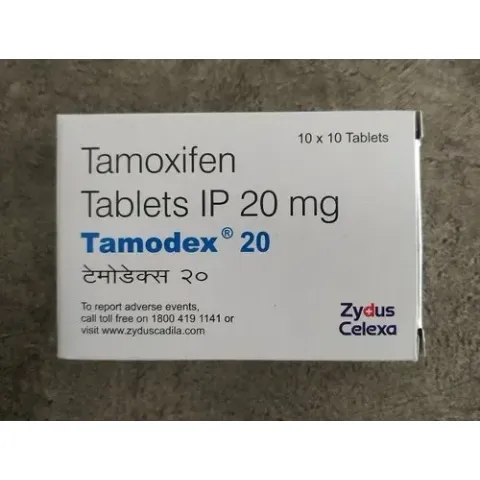 10 x 10 Tablets
Tamoxifen
Tablets IP 20 mg
Tamodex® 20
टेमोडेक्स २०
To report adverse events,
call toll free on 1800 419 1141 or
visit www.zyduscadila.com
Zydus
Celexa